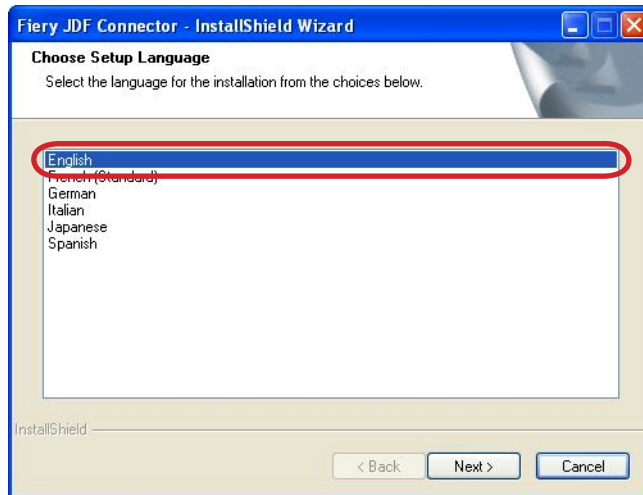 Fiery JDF Connector - InstallShield Wizard
Choose Setup Language
Select the language for the installation from the choices below.
English
French (Standard)
German
Italian
Japanese
Spanish
InstallShield
< Back Next > Cancel